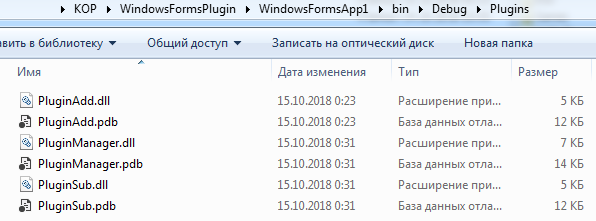 KOP ▸ WindowsFormsPlugin ▸ WindowsFormsApp1 ▸ bin ▸ Debug ▸ Plugins
вить в библиотеку Общий доступ Записать на оптический диск Новая папка
Имя Дата изменения Тип Размер
PluginAdd.dll 15.10.2018 0:23 Расширение при... 5 КБ
PluginAdd.pdb 15.10.2018 0:23 База данных отла... 12 КБ
PluginManager.dll 15.10.2018 0:31 Расширение при... 7 КБ
PluginManager.pdb 15.10.2018 0:31 База данных отла... 14 КБ
PluginSub.dll 15.10.2018 0:31 Расширение при... 5 КБ
PluginSub.pdb 15.10.2018 0:31 База данных отла... 12 КБ